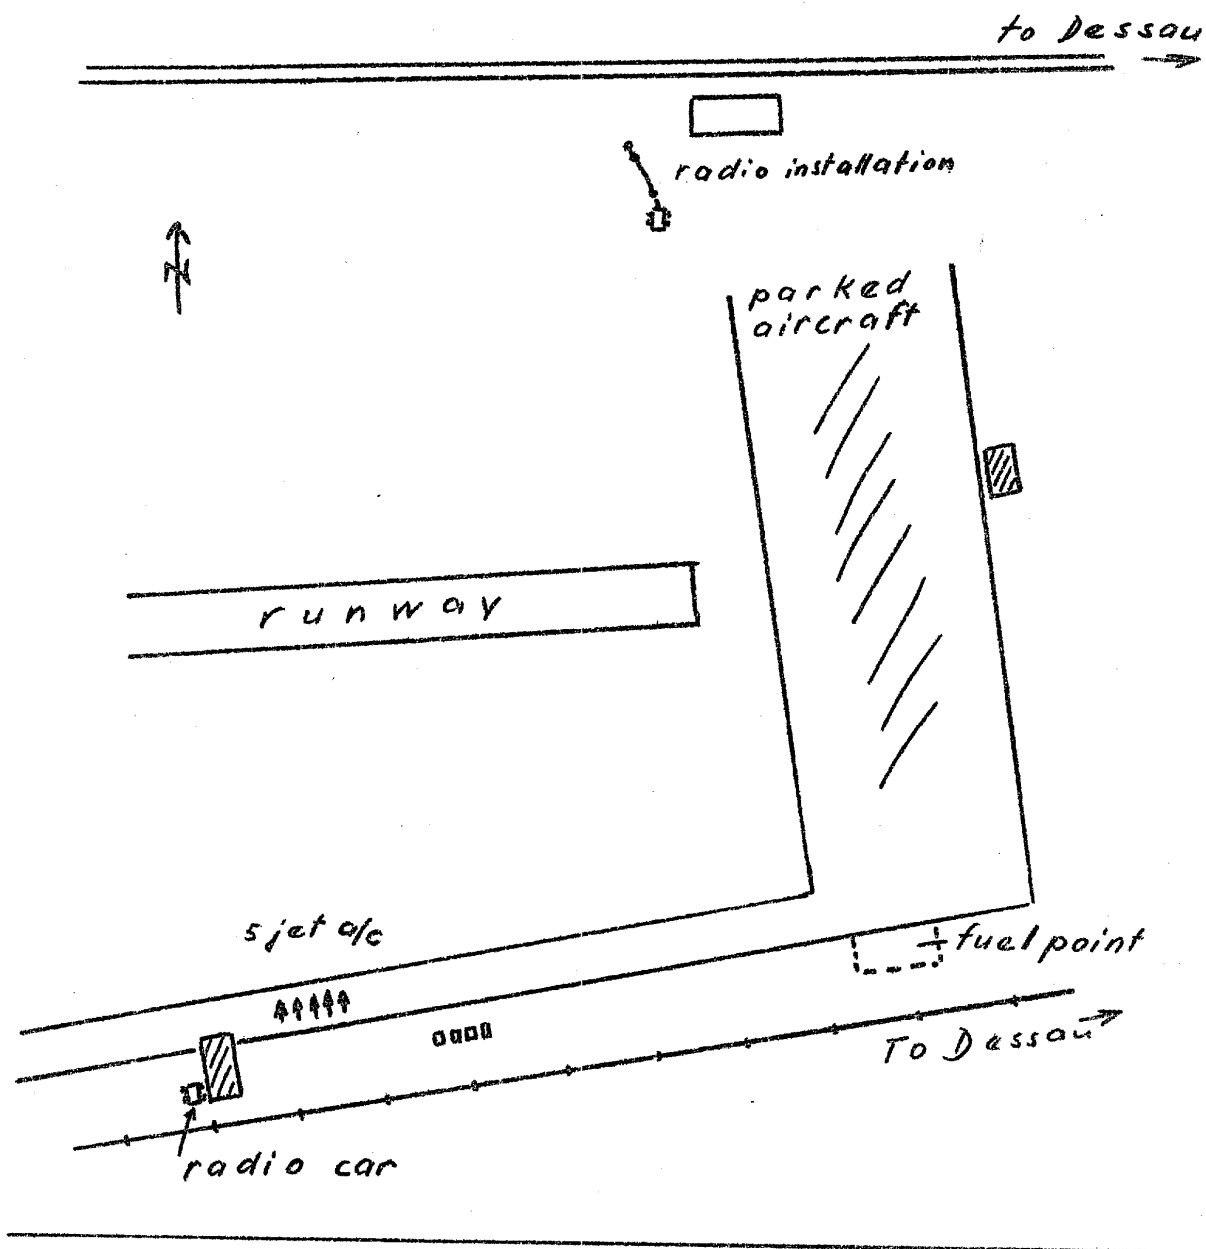 to Dessau
radio installation
N
parked
aircraft
runway
5 jet a/c
fuel point
To Dessau
radio car